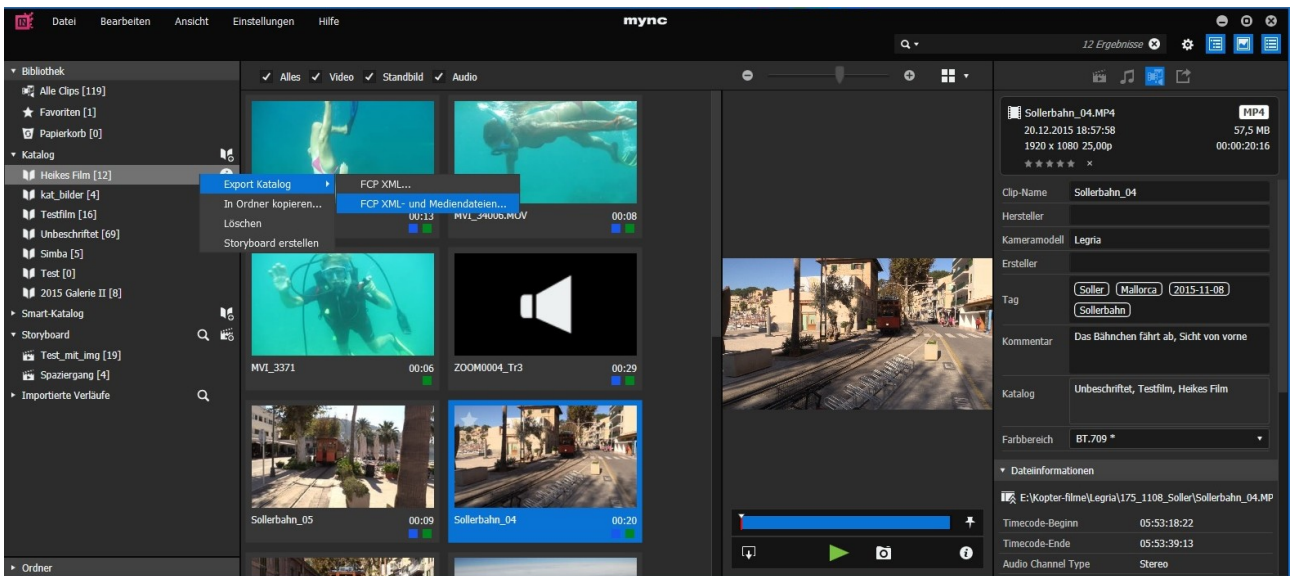 Datei Bearbeiten Ansicht Einstellungen Hilfe mync
12 Ergebnisse
Bibliothek
Alle Clips [119]
Favoriten [1]
Papierkorb [0]
Katalog
Heikes Film [12]
kat_bilder [4]
Testfilm [16]
Unbeschriftet [69]
Simba [5]
Test [0]
2015 Galerie II [8]
Smart-Katalog
Storyboard
Test_mit_img [19]
Spaziergang [4]
Importierte Verläufe
Ordner
Export Katalog
In Ordner kopieren...
Löschen
Storyboard erstellen
FCP XML...
FCP XML- und Mediendateien...
Alles Video Standbild Audio
00:13
MVI_34006.MOV 00:08
MVI_3371 00:06
ZOOM0004_Tr3 00:29
Sollerbahn_05 00:09
Sollerbahn_04 00:20
Sollerbahn_04.MP4 MP4
20.12.2015 18:57:58 57,5 MB
1920 x 1080 25,00p 00:00:20:16
Clip-Name Sollerbahn_04
Hersteller
Kameramodell Legria
Ersteller
Tag Soller Mallorca 2015-11-08
Sollerbahn
Kommentar Das Bähnchen fährt ab, Sicht von vorne
Katalog Unbeschriftet, Testfilm, Heikes Film
Farbbereich BT.709 *
Dateiinformationen
E:\Kopter-filme\Legria\175_1108_Soller\Sollerbahn_04.MP
Timecode-Beginn 05:53:18:22
Timecode-Ende 05:53:39:13
Audio Channel Type Stereo